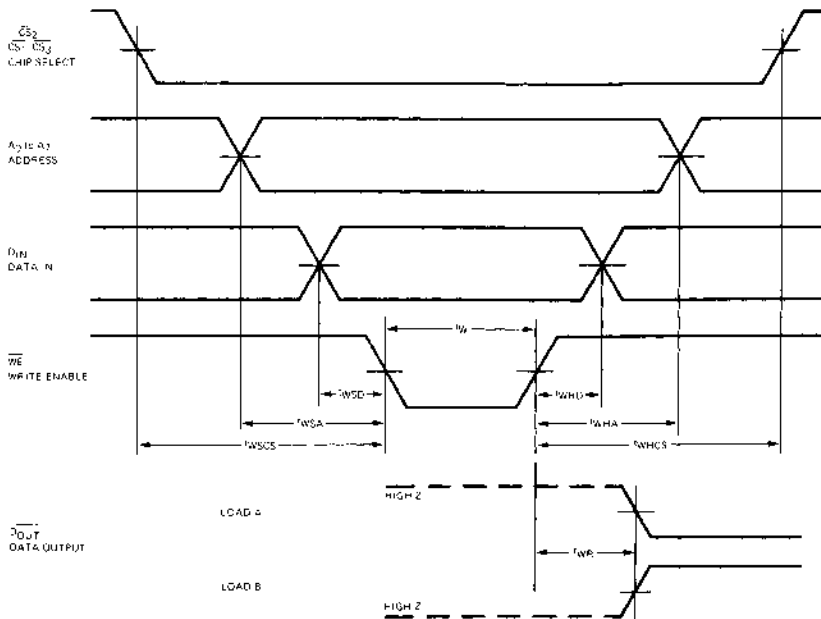 CS2
CS1 CS3
CHIP SELECT
A0 to A7
ADDRESS
DIN
DATA IN
tW
WE
WRITE ENABLE
tWSD
tWHD
tWSA
tWHA
tWSCS
tWHCS
HIGH Z
LOAD A
DOUT
DATA OUTPUT
tWR
LOAD B
HIGH Z